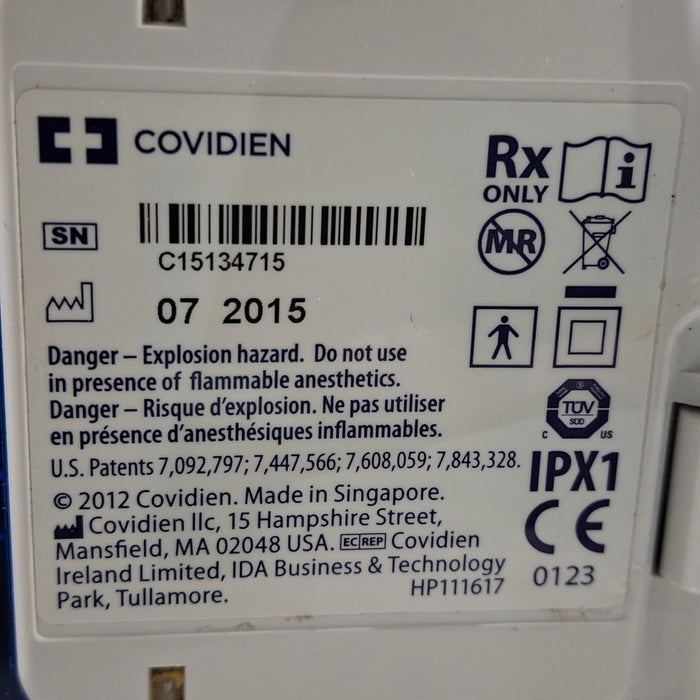 COVIDIEN
Rx
ONLY
i
SN
C15134715
MR
07 2015
Danger – Explosion hazard. Do not use
in presence of flammable anesthetics.
Danger – Risque d'explosion. Ne pas utiliser
en présence d'anesthésiques inflammables.
TÜV
SÜD
C US
U.S. Patents 7,092,797; 7,447,566; 7,608,059; 7,843,328.
IPX1
© 2012 Covidien. Made in Singapore.
Covidien llc, 15 Hampshire Street,
Mansfield, MA 02048 USA. EC REP Covidien
Ireland Limited, IDA Business & Technology
Park, Tullamore.
HP111617
CE
0123